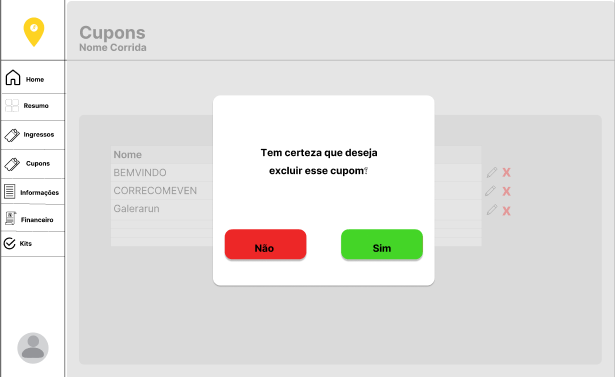 Cupons
Nome Corrida
Home
Resumo
Ingressos
Cupons
Informações
Financeiro
Kits
Nome
BEMVINDO
CORRECOMEVEN
Galerarun
X
X
X
Tem certeza que deseja
excluir esse cupom?
Não
Sim